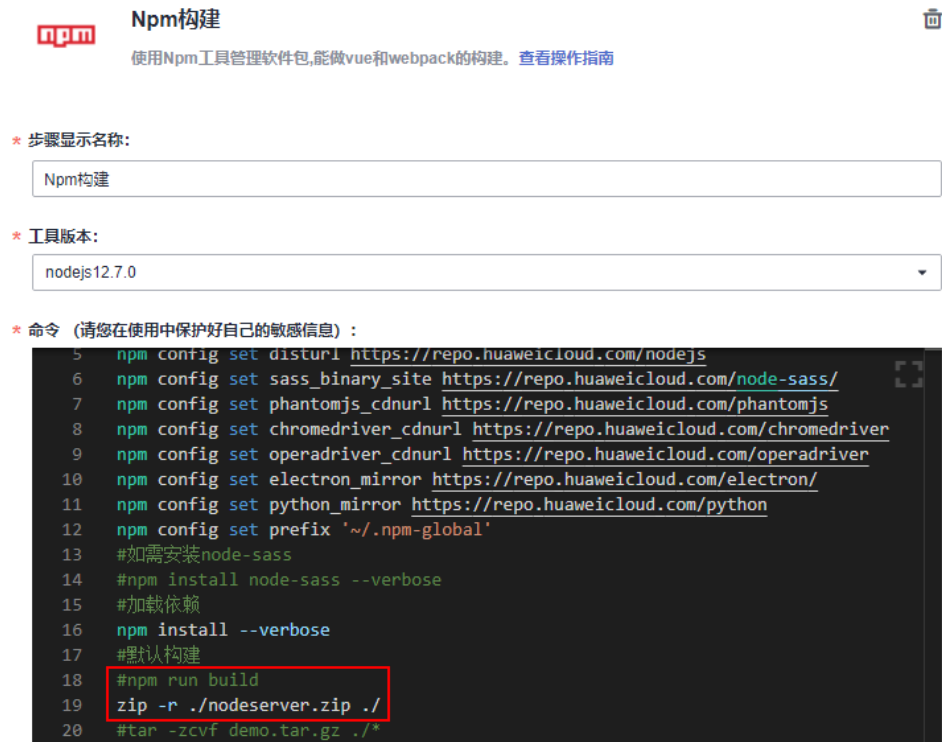 npm
Npm构建
使用Npm工具管理软件包,能做vue和webpack的构建。查看操作指南
* 步骤显示名称：
Npm构建
* 工具版本：
nodejs12.7.0
* 命令 （请您在使用中保护好自己的敏感信息）：
5 npm config set disturl https://repo.huaweicloud.com/nodejs
6 npm config set sass_binary_site https://repo.huaweicloud.com/node-sass/
7 npm config set phantomjs_cdnurl https://repo.huaweicloud.com/phantomjs
8 npm config set chromedriver_cdnurl https://repo.huaweicloud.com/chromedriver
9 npm config set operadriver_cdnurl https://repo.huaweicloud.com/operadriver
10 npm config set electron_mirror https://repo.huaweicloud.com/electron/
11 npm config set python_mirror https://repo.huaweicloud.com/python
12 npm config set prefix '~/.npm-global'
13 #如需安装node-sass
14 #npm install node-sass --verbose
15 #加载依赖
16 npm install --verbose
17 #默认构建
18 #npm run build
19 zip -r ./nodeserver.zip ./
20 #tar -zcvf demo.tar.gz ./*